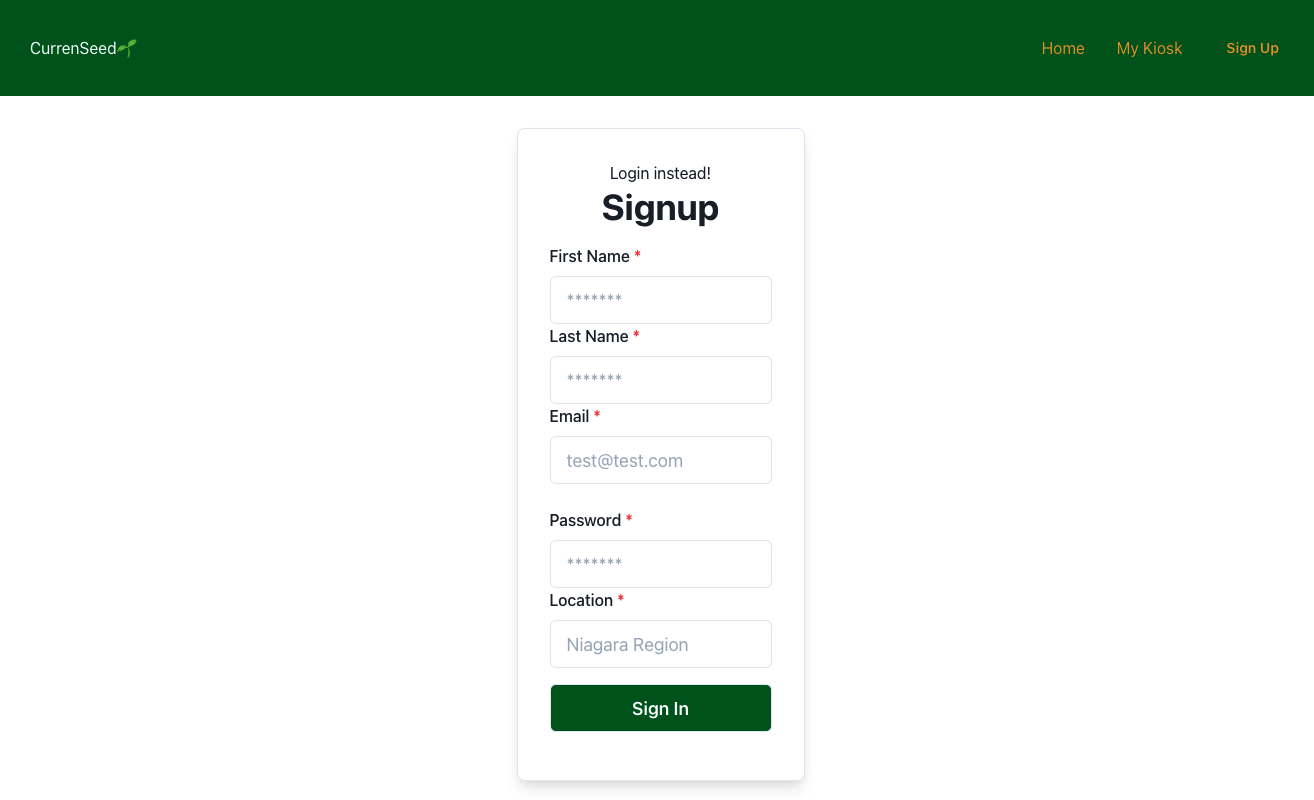 CurrenSeed🌱
Home My Kiosk Sign Up
Login instead!
Signup
First Name *
*******
Last Name *
*******
Email *
test@test.com
Password *
*******
Location *
Niagara Region
Sign In